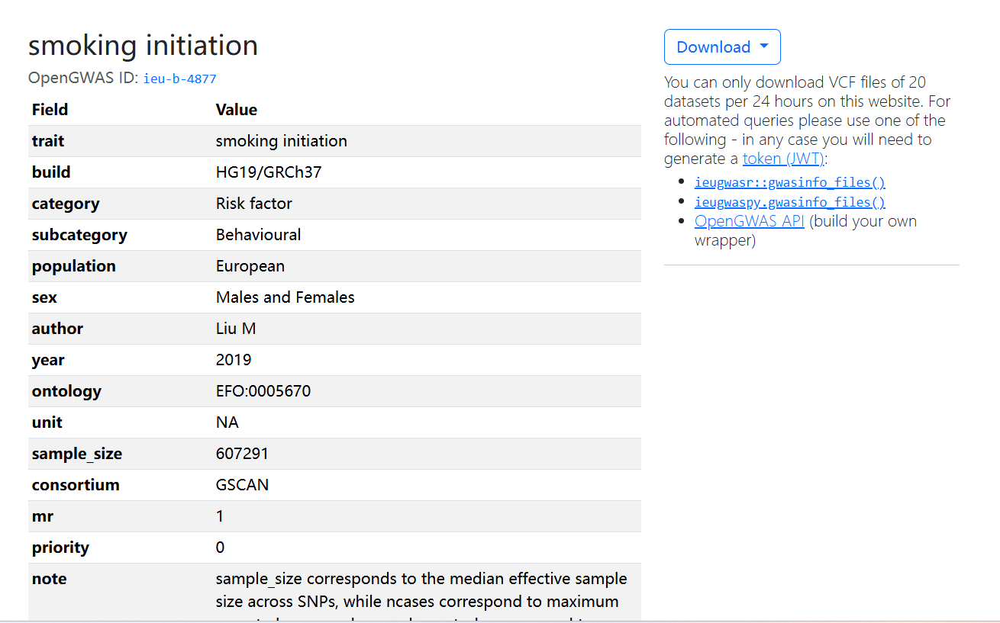 smoking initiation
OpenGWAS ID: ieu-b-4877
Field Value
trait smoking initiation
build HG19/GRCh37
category Risk factor
subcategory Behavioural
population European
sex Males and Females
author Liu M
year 2019
ontology EFO:0005670
unit NA
sample_size 607291
consortium GSCAN
mr 1
priority 0
note sample_size corresponds to the median effective sample
size across SNPs, while ncases correspond to maximum
Download
You can only download VCF files of 20
datasets per 24 hours on this website. For
automated queries please use one of the
following - in any case you will need to
generate a token (JWT):
• ieugwasr::gwasinfo_files()
• ieugwaspy.gwasinfo_files()
• OpenGWAS API (build your own
wrapper)